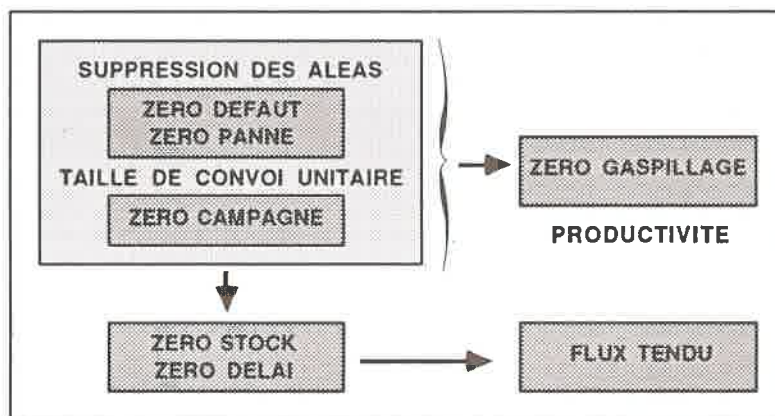 SUPPRESSION DES ALEAS
ZERO DEFAUT
ZERO PANNE
TAILLE DE CONVOI UNITAIRE
ZERO CAMPAGNE
ZERO GASPILLAGE
PRODUCTIVITE
ZERO STOCK
ZERO DELAI
FLUX TENDU